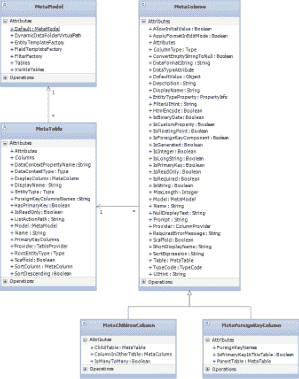 MetaModel
Attributes
+ Default : MetaModel
+ DynamicDataFolderVirtualPath
+ EntityTemplateFactory
+ FieldTemplateFactory
+ FilterFactory
+ Tables
+ VisibleTables
Operations
1
*
MetaTable
Attributes
+ Attributes
+ Columns
+ DataContextPropertyName : String
+ DataContextType : Type
+ DisplayColumn : MetaColumn
+ DisplayName : String
+ EntityType : Type
+ ForeignKeyColumnsNames : String
+ HasPrimaryKey : Boolean
+ IsReadOnly : Boolean
+ ListActionPath : String
+ Model : MetaModel
+ Name : String
+ PrimaryKeyColumns
+ Provider : TableProvider
+ RootEntityType : Type
+ Scaffold : Boolean
+ SortColumn : MetaColumn
+ SortDescending : Boolean
Operations
1
*
MetaColumn
Attributes
+ AllowInitialValue : Boolean
+ ApplyFormatInEditMode : Boolean
+ Attributes
+ ColumnType : Type
+ ConvertEmptyStringToNull : Boolean
+ DataFormatString : String
+ DataTypeAttribute
+ DefaultValue : Object
+ Description : String
+ DisplayName : String
+ EntityTypeProperty : PropertyInfo
+ FilterUIHint : String
+ HtmlEncode : Boolean
+ IsBinaryData : Boolean
+ IsCustomProperty : Boolean
+ IsFloatingPoint : Boolean
+ IsForeignKeyComponent : Boolean
+ IsGenerated : Boolean
+ IsInteger : Boolean
+ IsLongString : Boolean
+ IsPrimaryKey : Boolean
+ IsReadOnly : Boolean
+ IsRequired : Boolean
+ IsString : Boolean
+ MaxLength : Integer
+ Model : MetaModel
+ Name : String
+ NullDisplayText : String
+ Prompt : String
+ Provider : ColumnProvider
+ RequiredErrorMessage : String
+ Scaffold : Boolean
+ ShortDisplayName : String
+ SortExpression : String
+ Table : MetaTable
+ TypeCode : TypeCode
+ UIHint : String
Operations
MetaChildrenColumn
Attributes
+ ChildTable : MetaTable
+ ColumnInOtherTable : MetaColumn
+ IsManyToMany : Boolean
Operations
MetaForeignKeyColumn
Attributes
+ ForeignKeyNames
+ IsPrimaryKeyInThisTable : Boolean
+ ParentTable : MetaTable
Operations